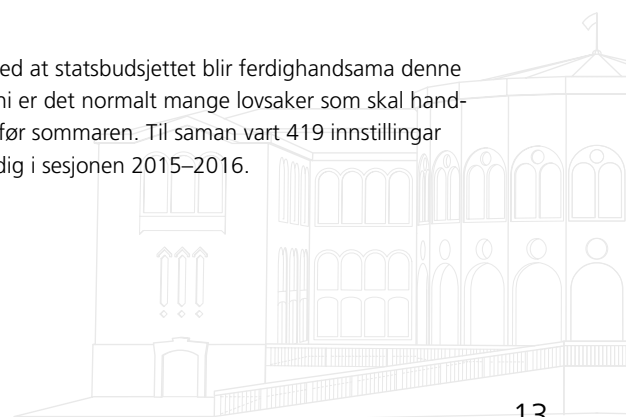 ed at statsbudsjettet blir ferdighandsama denne
ni er det normalt mange lovsaker som skal hand-
før sommaren. Til saman vart 419 innstillingar
dig i sesjonen 2015–2016.
13